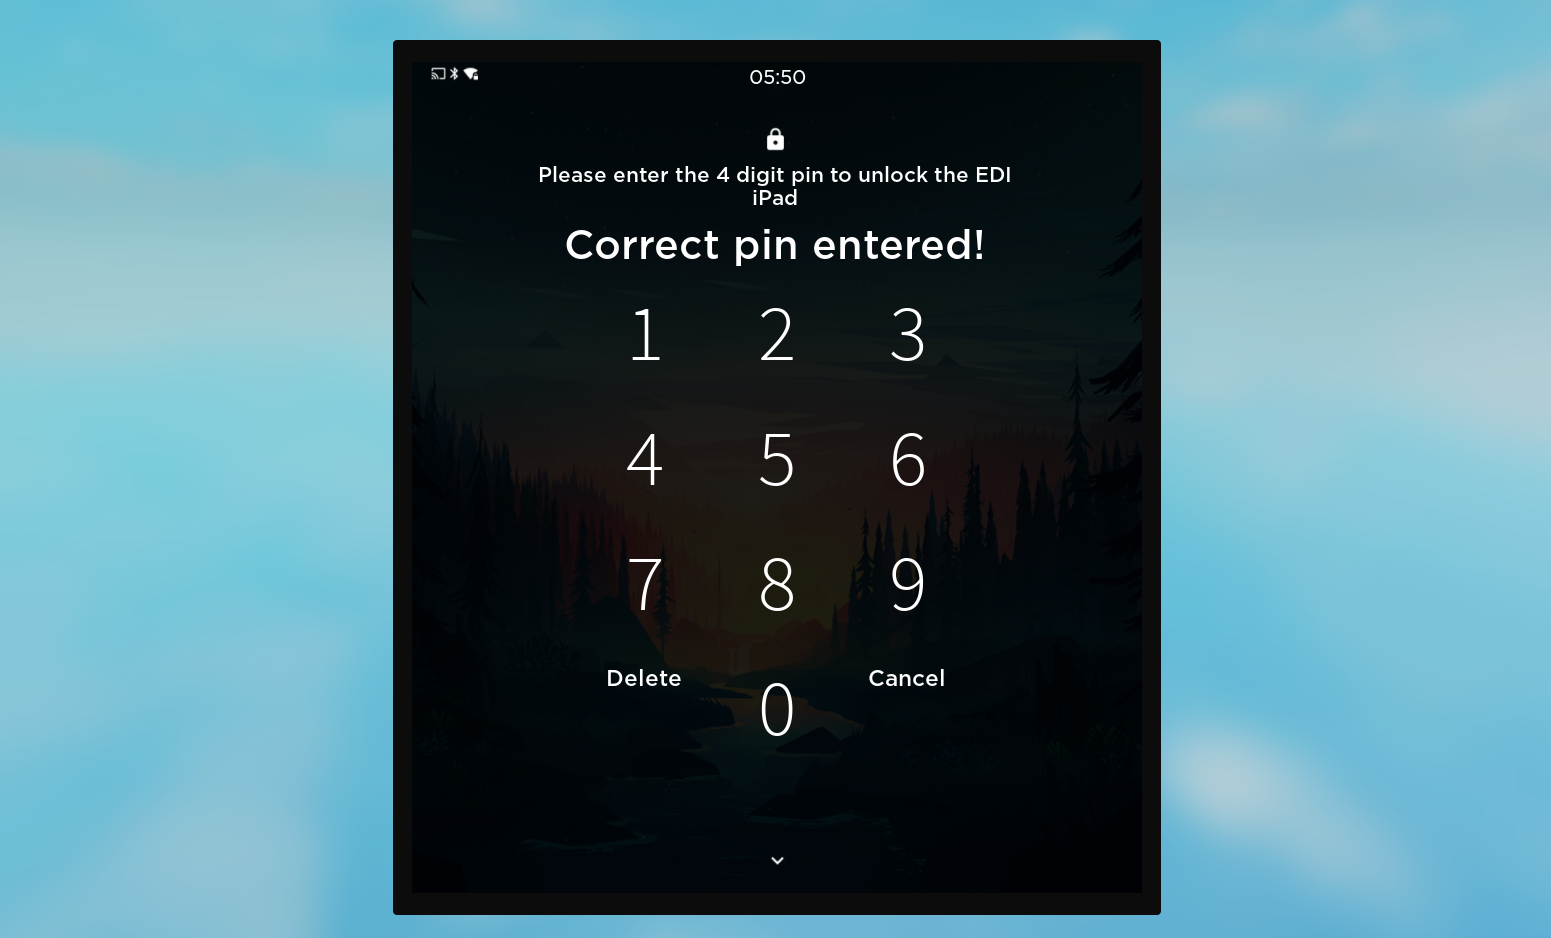 05:50
Please enter the 4 digit pin to unlock the EDI
iPad
Correct pin entered!
1 2 3
4 5 6
7 8 9
Delete 0 Cancel